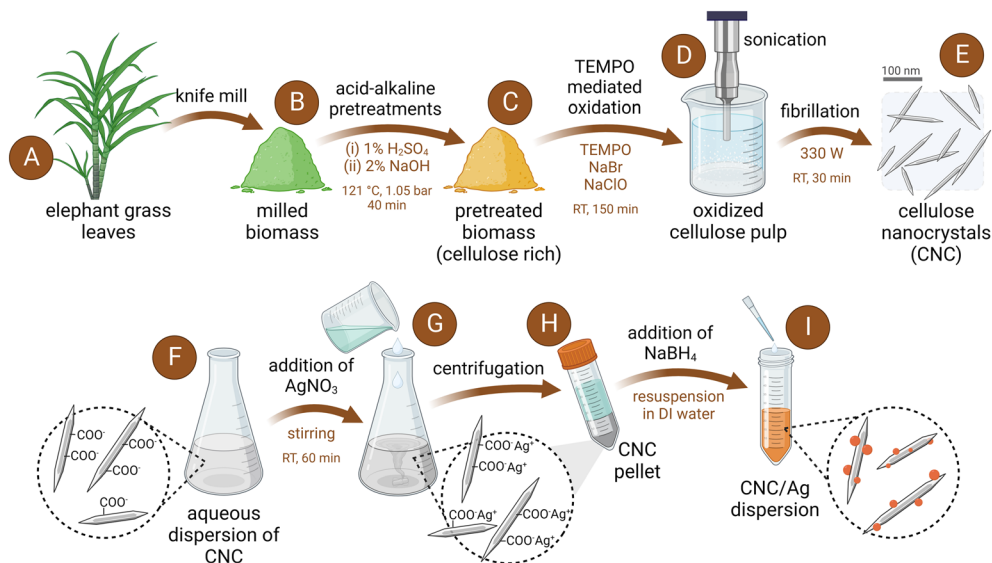 A
elephant grass
leaves
knife mill
B
milled
biomass
acid-alkaline
pretreatments
(i) 1% H₂SO₄
(ii) 2% NaOH
121 °C, 1.05 bar
40 min
C
pretreated
biomass
(cellulose rich)
TEMPO
mediated
oxidation
TEMPO
NaBr
NaClO
RT, 150 min
D
sonication
oxidized
cellulose pulp
fibrillation
330 W
RT, 30 min
E
100 nm
cellulose
nanocrystals
(CNC)
F
COO⁻
COO⁻
COO⁻
COO⁻
COO⁻
aqueous
dispersion of
CNC
addition of
AgNO₃
stirring
RT, 60 min
G
centrifugation
COO⁻Ag⁺
COO⁻Ag⁺
COO⁻Ag⁺
COO⁻Ag⁺
COO⁻Ag⁺
H
CNC
pellet
addition of
NaBH₄
resuspension
in DI water
I
CNC/Ag
dispersion